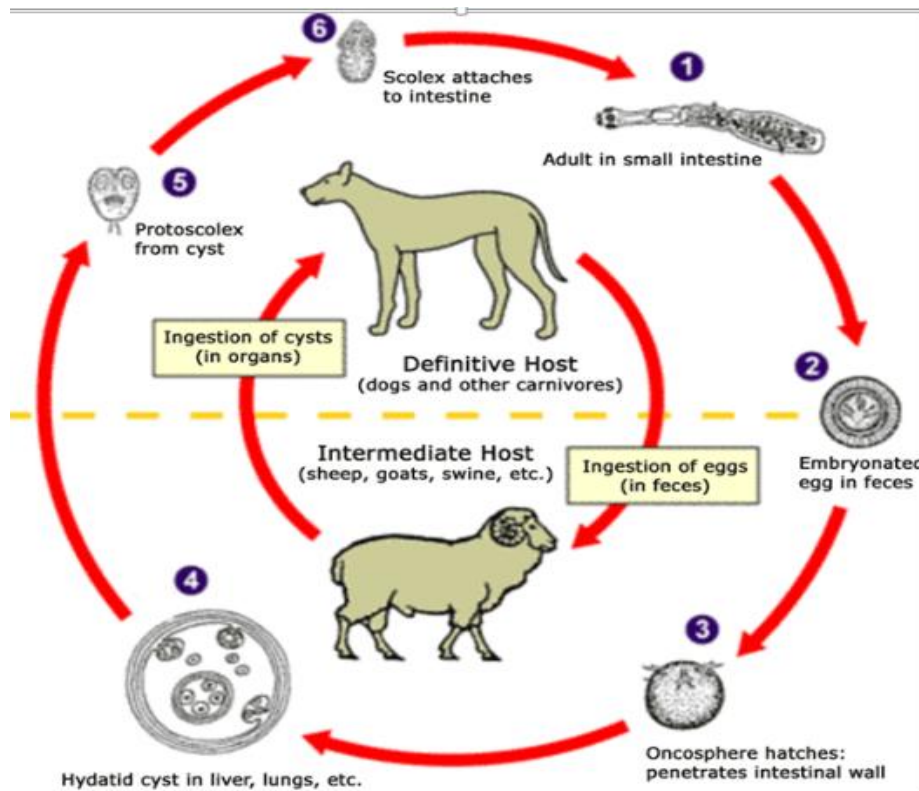 6
Scolex attaches
to intestine
1
Adult in small intestine
5
Protoscolex
from cyst
Ingestion of cysts
(in organs)
Definitive Host
(dogs and other carnivores)
2
Embryonated
egg in feces
Intermediate Host
(sheep, goats, swine, etc.)
Ingestion of eggs
(in feces)
4
Hydatid cyst in liver, lungs, etc.
3
Oncosphere hatches:
penetrates intestinal wall